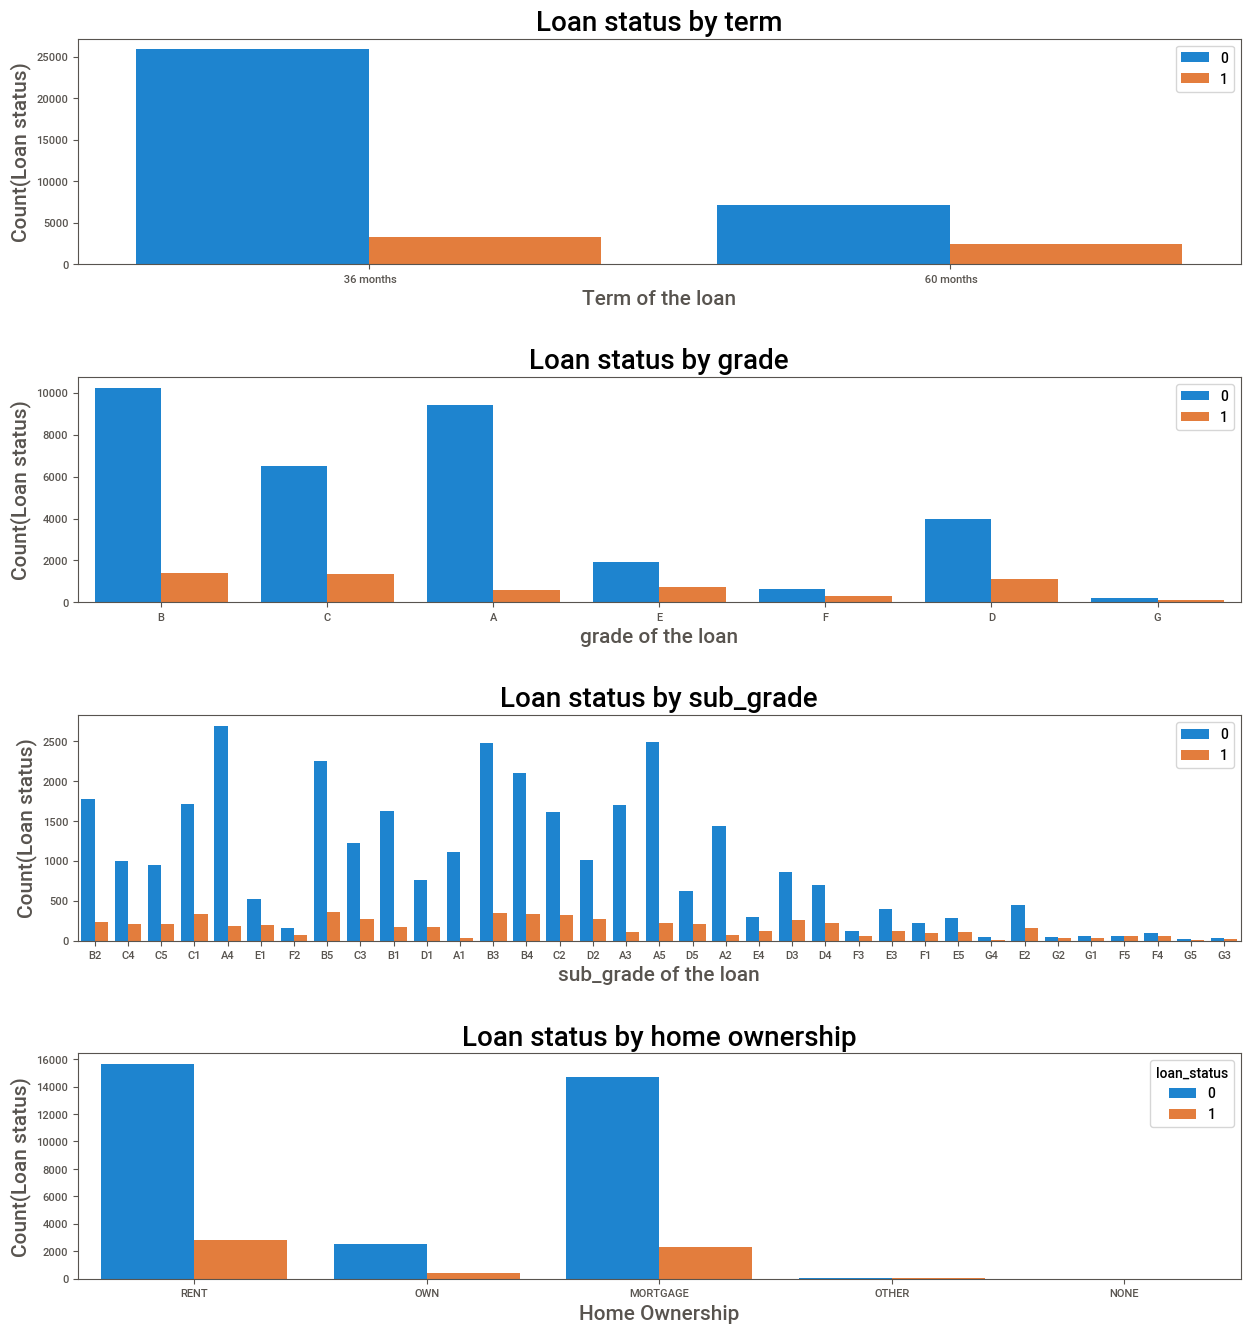 Loan status by term
Count(Loan status)
25000
20000
15000
10000
5000
0
0
1
36 months 60 months
Term of the loan
Loan status by grade
Count(Loan status)
10000
8000
6000
4000
2000
0
0
1
B C A E F D G
grade of the loan
Loan status by sub_grade
Count(Loan status)
2500
2000
1500
1000
500
0
0
1
B2 C4 C5 C1 A4 E1 F2 B5 C3 B1 D1 A1 B3 B4 C2 D2 A3 A5 D5 A2 E4 D3 D4 F3 E3 F1 E5 G4 E2 G2 G1 F5 F4 G5 G3
sub_grade of the loan
Loan status by home ownership
Count(Loan status)
16000
14000
12000
10000
8000
6000
4000
2000
0
loan_status
0
1
RENT OWN MORTGAGE OTHER NONE
Home Ownership